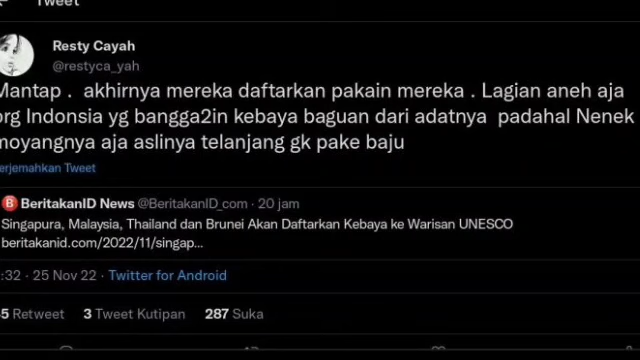 Tweet
Resty Cayah
@restyca_yah
Mantap . akhirnya mereka daftarkan pakain mereka . Lagian aneh aja
org Indonsia yg bangga2in kebaya baguan dari adatnya padahal Nenek
moyangnya aja aslinya telanjang gk pake baju
erjemahkan Tweet
B BeritakanID News @BeritakanID_com · 20 jam
Singapura, Malaysia, Thailand dan Brunei Akan Daftarkan Kebaya ke Warisan UNESCO
beritakanid.com/2022/11/singap...
:32 · 25 Nov 22 · Twitter for Android
5 Retweet 3 Tweet Kutipan 287 Suka